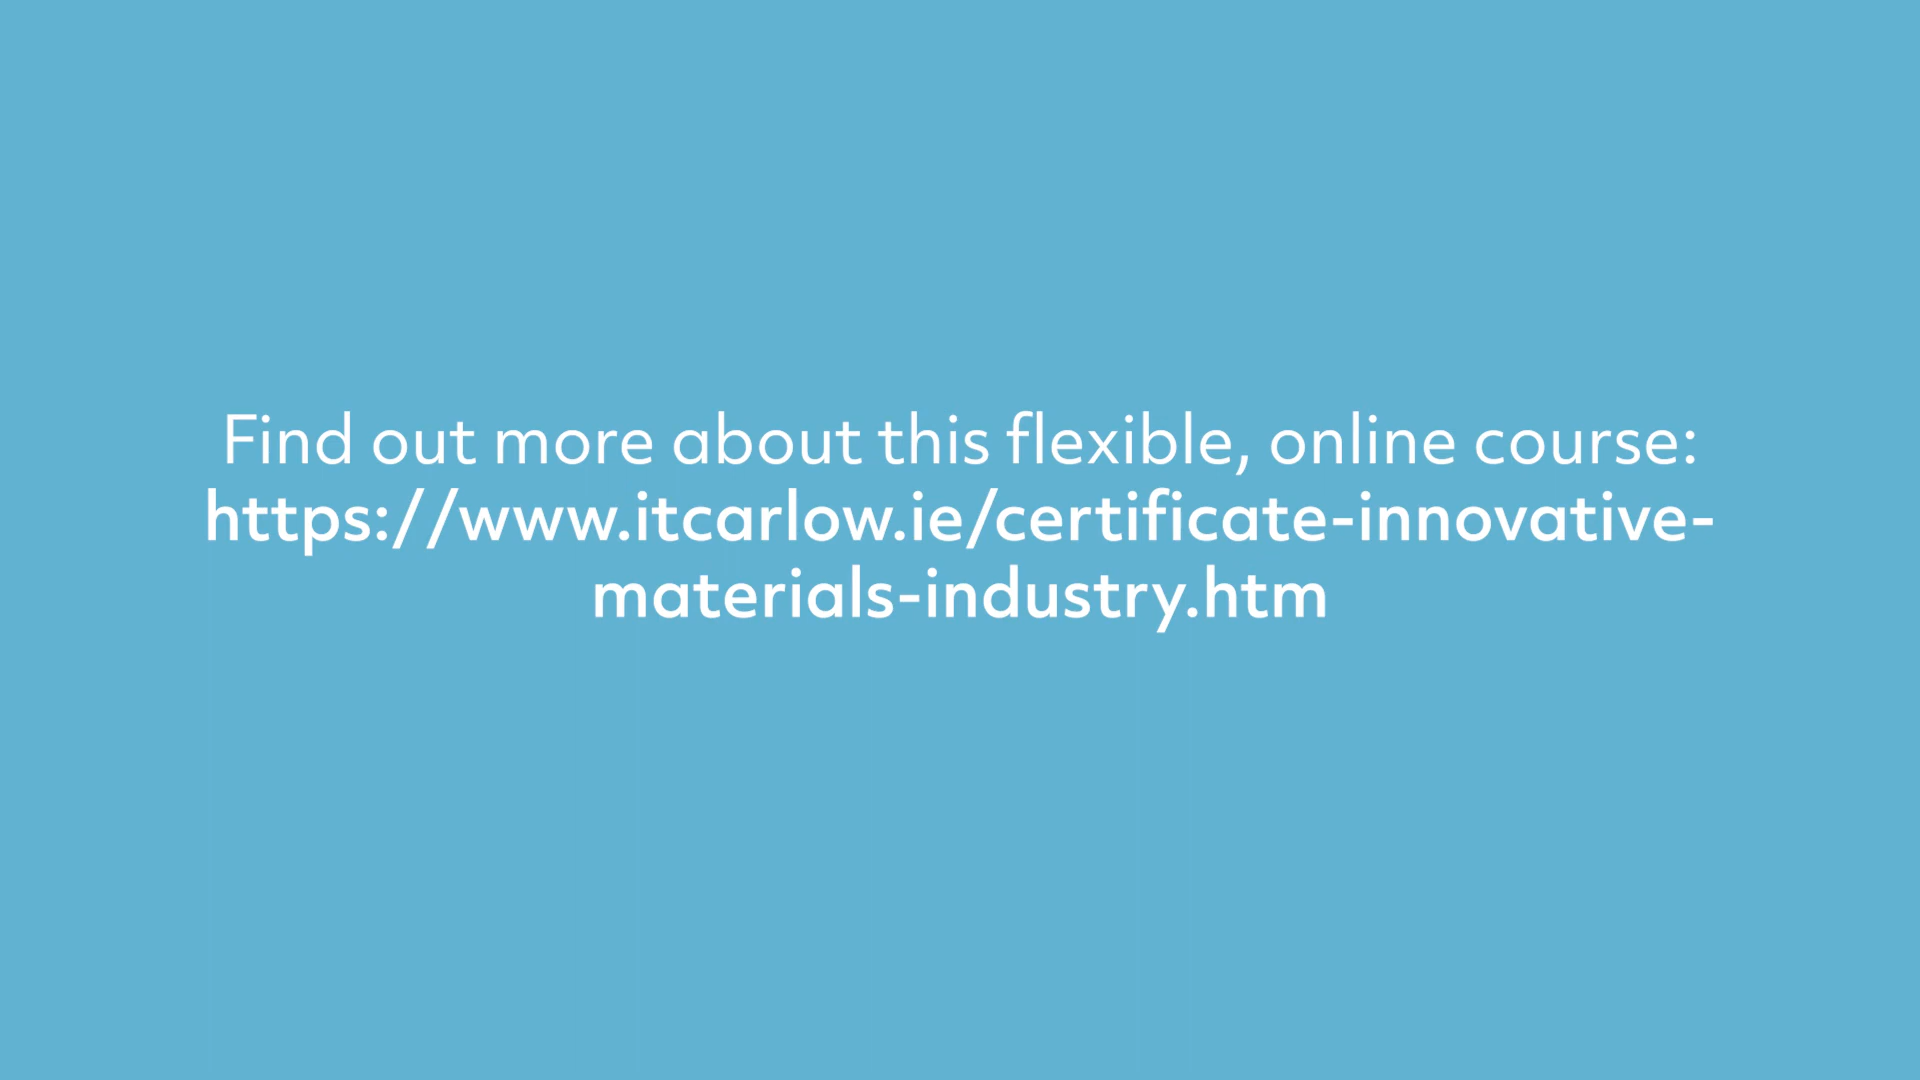 Find out more about this flexible, online course:
https://www.itcarlow.ie/certificate-innovative-
materials-industry.htm